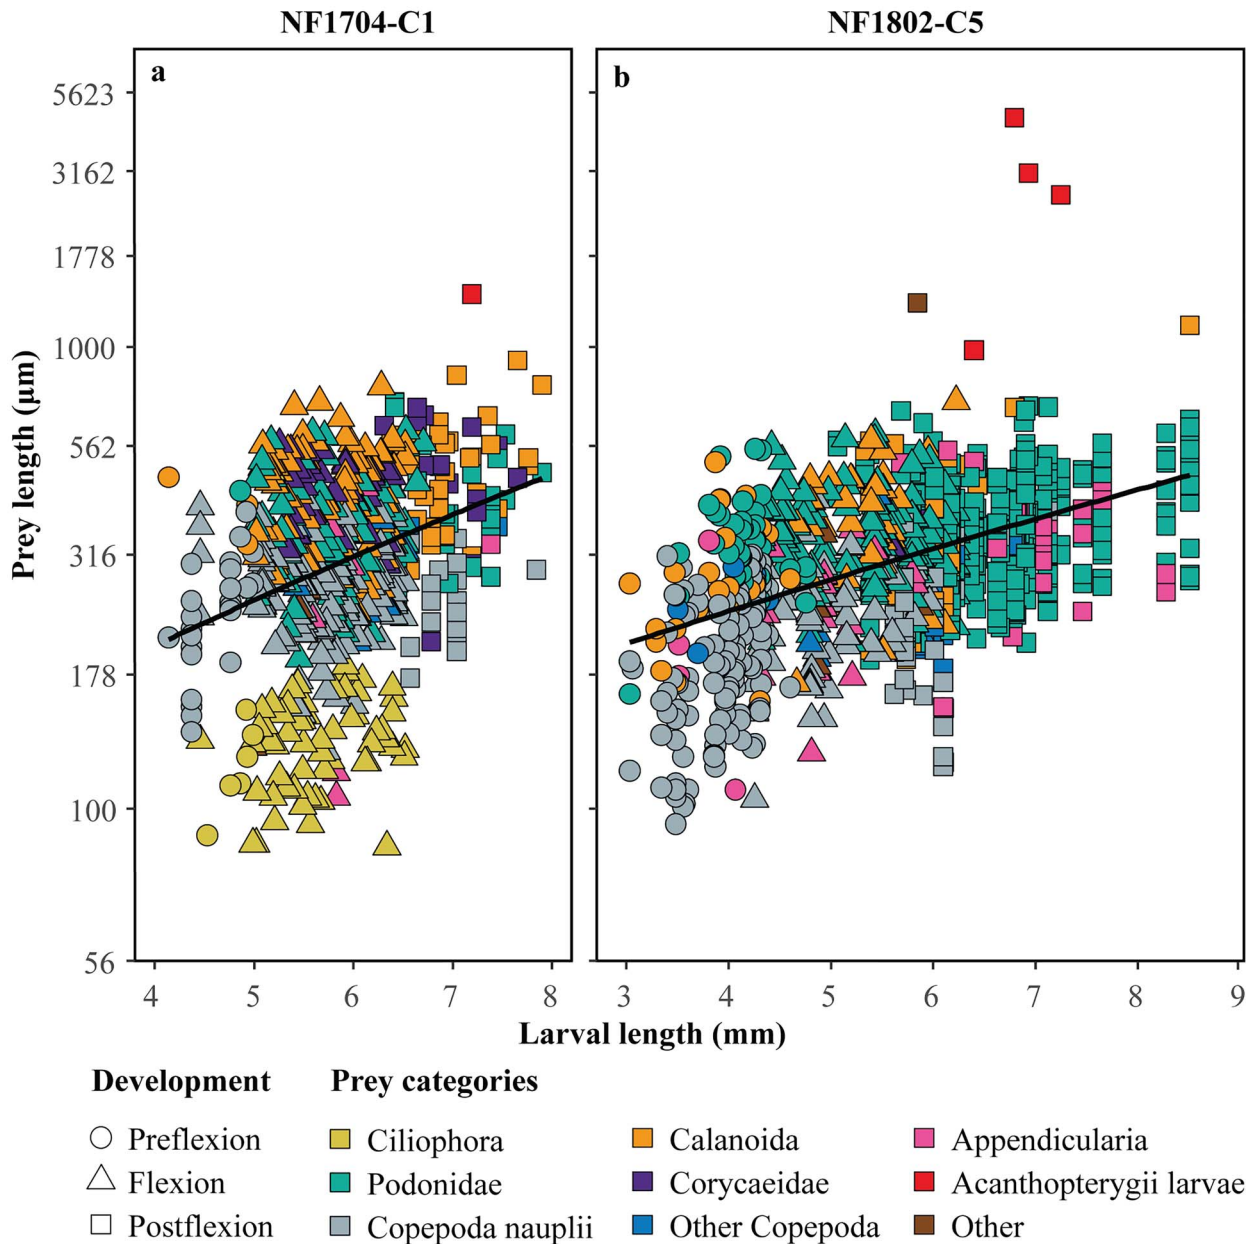 NF1704-C1
NF1802-C5
a
b
5623
3162
1778
1000
562
316
178
100
56
Prey length (µm)
4 5 6 7 8
3 4 5 6 7 8 9
Larval length (mm)
Development
Prey categories
Preflexion
Ciliophora
Calanoida
Appendicularia
Flexion
Podonidae
Corycaeidae
Acanthopterygii larvae
Postflexion
Copepoda nauplii
Other Copepoda
Other